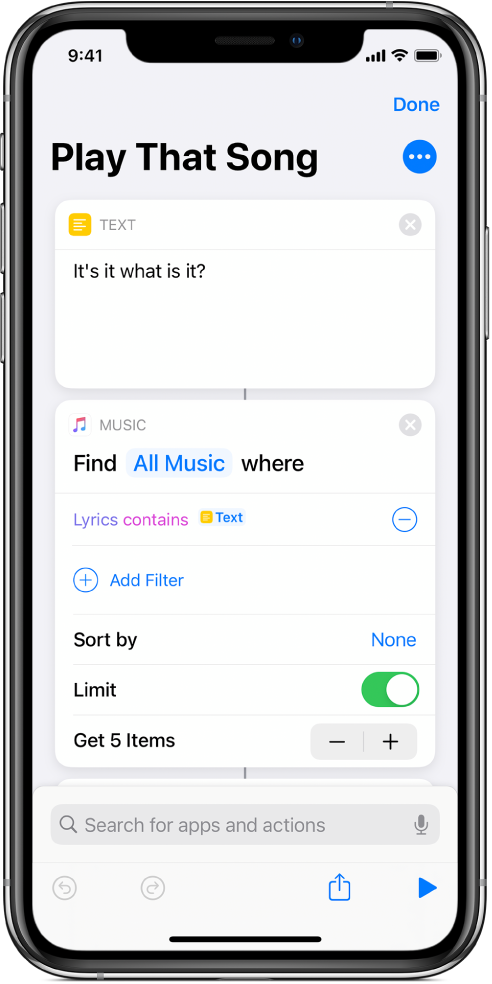 9:41
Done
Play That Song
TEXT
It's it what is it?
MUSIC
Find All Music where
Lyrics contains Text
Add Filter
Sort by None
Limit
Get 5 Items
Search for apps and actions